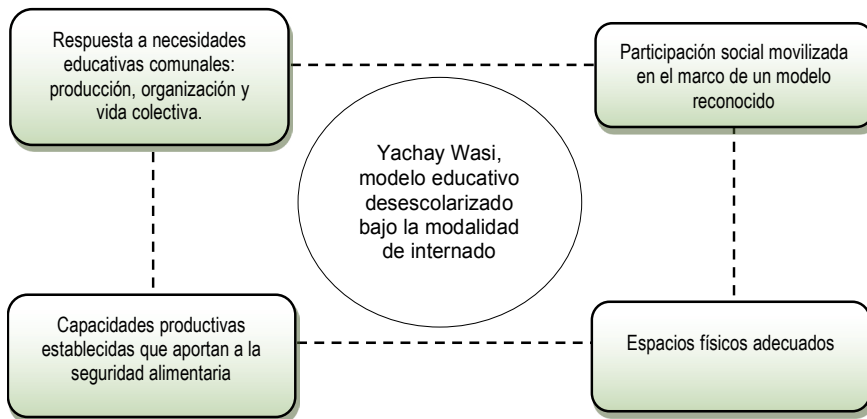 Respuesta a necesidades
educativas comunales:
producción, organización y
vida colectiva.
Participación social movilizada
en el marco de un modelo
reconocido
Yachay Wasi,
modelo educativo
desescolarizado
bajo la modalidad
de internado
Capacidades productivas
establecidas que aportan a la
seguridad alimentaria
Espacios físicos adecuados